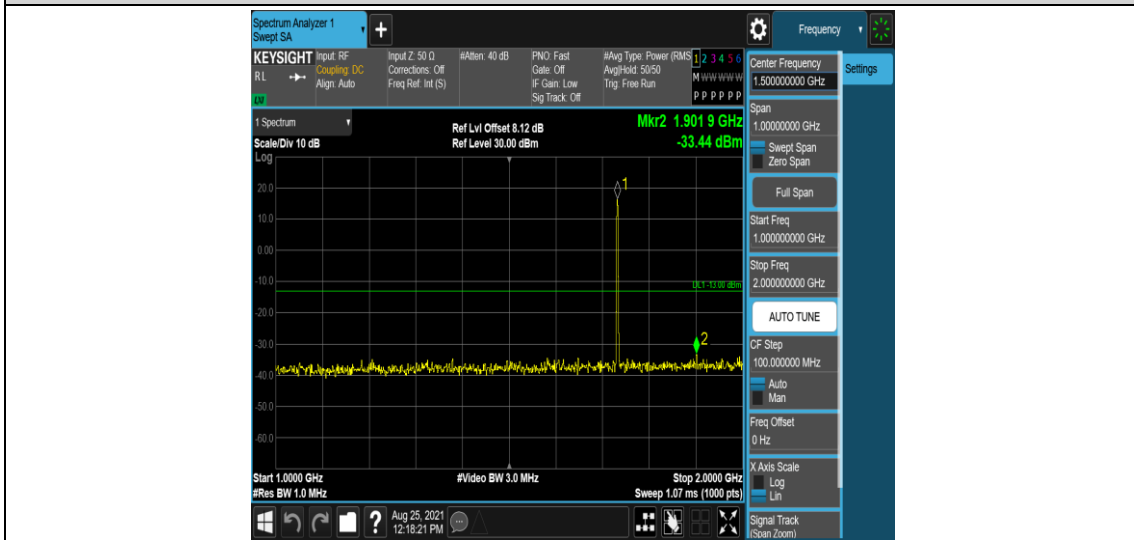 Spectrum Analyzer 1
Swept SA
+
Frequency
KEYSIGHT
RL
LXI
Input: RF
Coupling: DC
Align: Auto
Input Z: 50 Ω
Corrections: Off
Freq Ref: Int (S)
#Atten: 40 dB
PNO: Fast
Gate: Off
IF Gain: Low
Sig Track: Off
#Avg Type: Power (RMS
Avg|Hold: 50/50
Trig: Free Run
1 2 3 4 5 6
M W W W W W
P P P P P P
1 Spectrum
Scale/Div 10 dB
Log
Ref Lvl Offset 8.12 dB
Ref Level 30.00 dBm
Mkr2 1.901 9 GHz
-33.44 dBm
1
20.0
10.0
0.00
-10.0
DL1 -13.00 dBm
-20.0
-30.0
2
-40.0
-50.0
-60.0
Start 1.0000 GHz
#Res BW 1.0 MHz
#Video BW 3.0 MHz
Stop 2.0000 GHz
Sweep 1.07 ms (1000 pts)
?
Aug 25, 2021
12:18:21 PM
Center Frequency
1.500000000 GHz
Settings
Span
1.00000000 GHz
Swept Span
Zero Span
Full Span
Start Freq
1.000000000 GHz
Stop Freq
2.000000000 GHz
AUTO TUNE
CF Step
100.000000 MHz
Auto
Man
Freq Offset
0 Hz
X Axis Scale
Log
Lin
Signal Track
(Span Zoom)